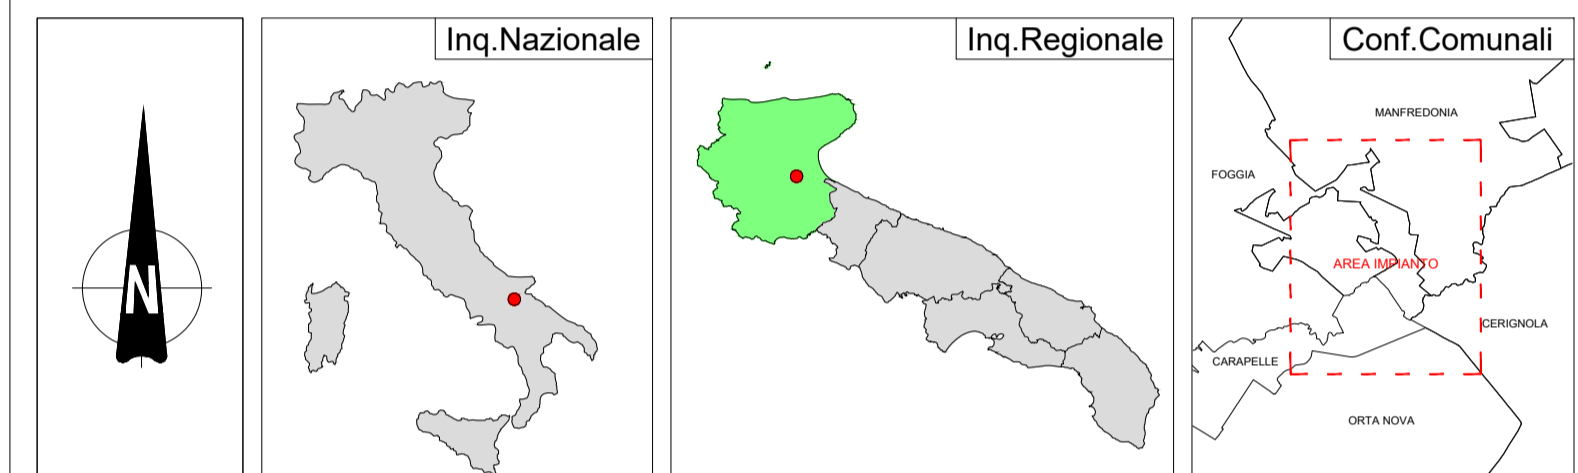 N
Inq.Nazionale
Inq.Regionale
Conf.Comunali
MANFREDONIA
FOGGIA
AREA IMPIANTO
CERIGNOLA
CARAPELLE
ORTA NOVA